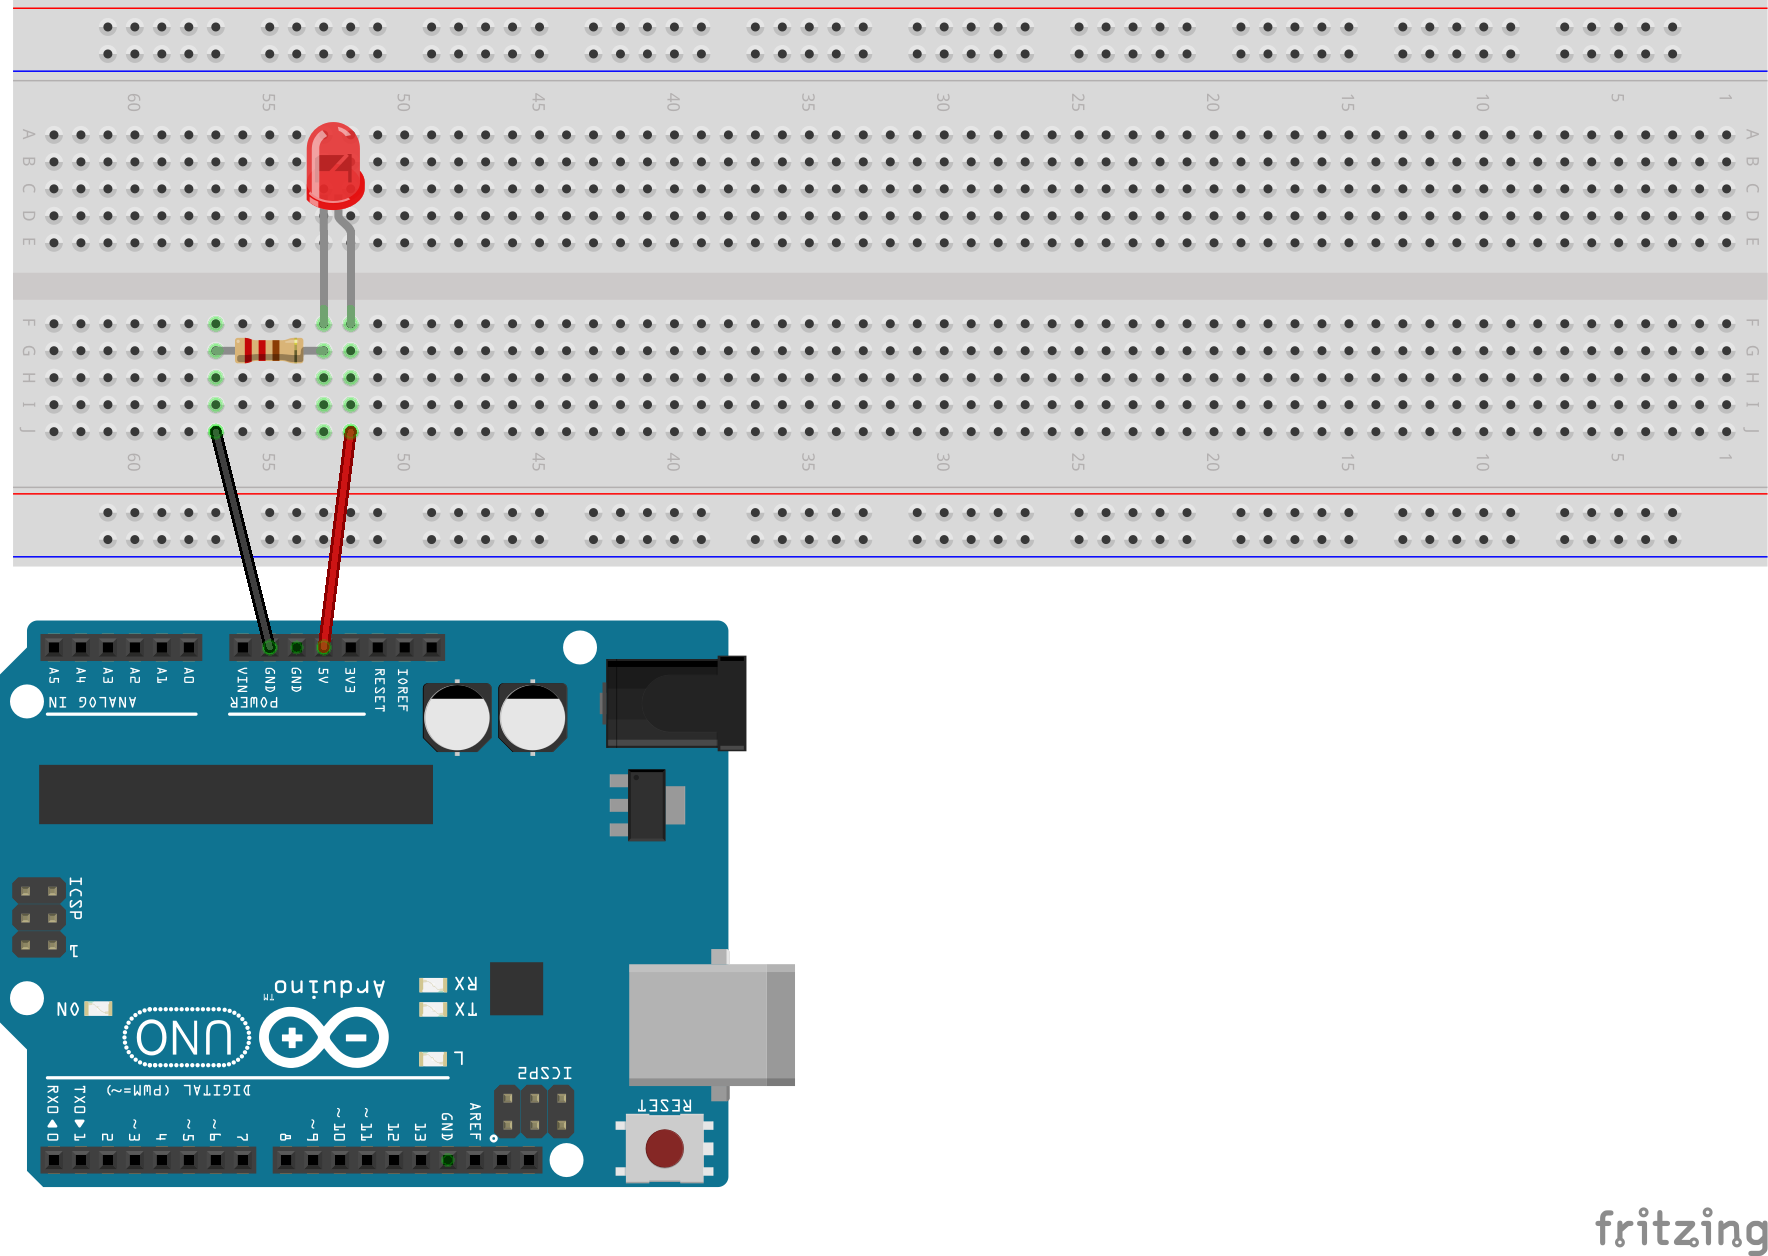 60 55 50 45 40 35 30 25 20 15 10 5 1
A A
B B
C C
D D
E E
F F
G G
H H
I I
J J
60 55 50 45 40 35 30 25 20 15 10 5 1
A5 A4 A3 A2 A1 A0 VIN GND GND 5V 3V3 RESET IOREF
ANALOG IN POWER
ICSP
1
Arduino™
RX
ON TX
UNO
L
ICSP2
DIGITAL (PWM=~)
RESET
RX0 0 TX0 1 2 ~3 4 ~5 ~6 7 8 ~9 ~10 ~11 12 13 GND AREF
fritzing